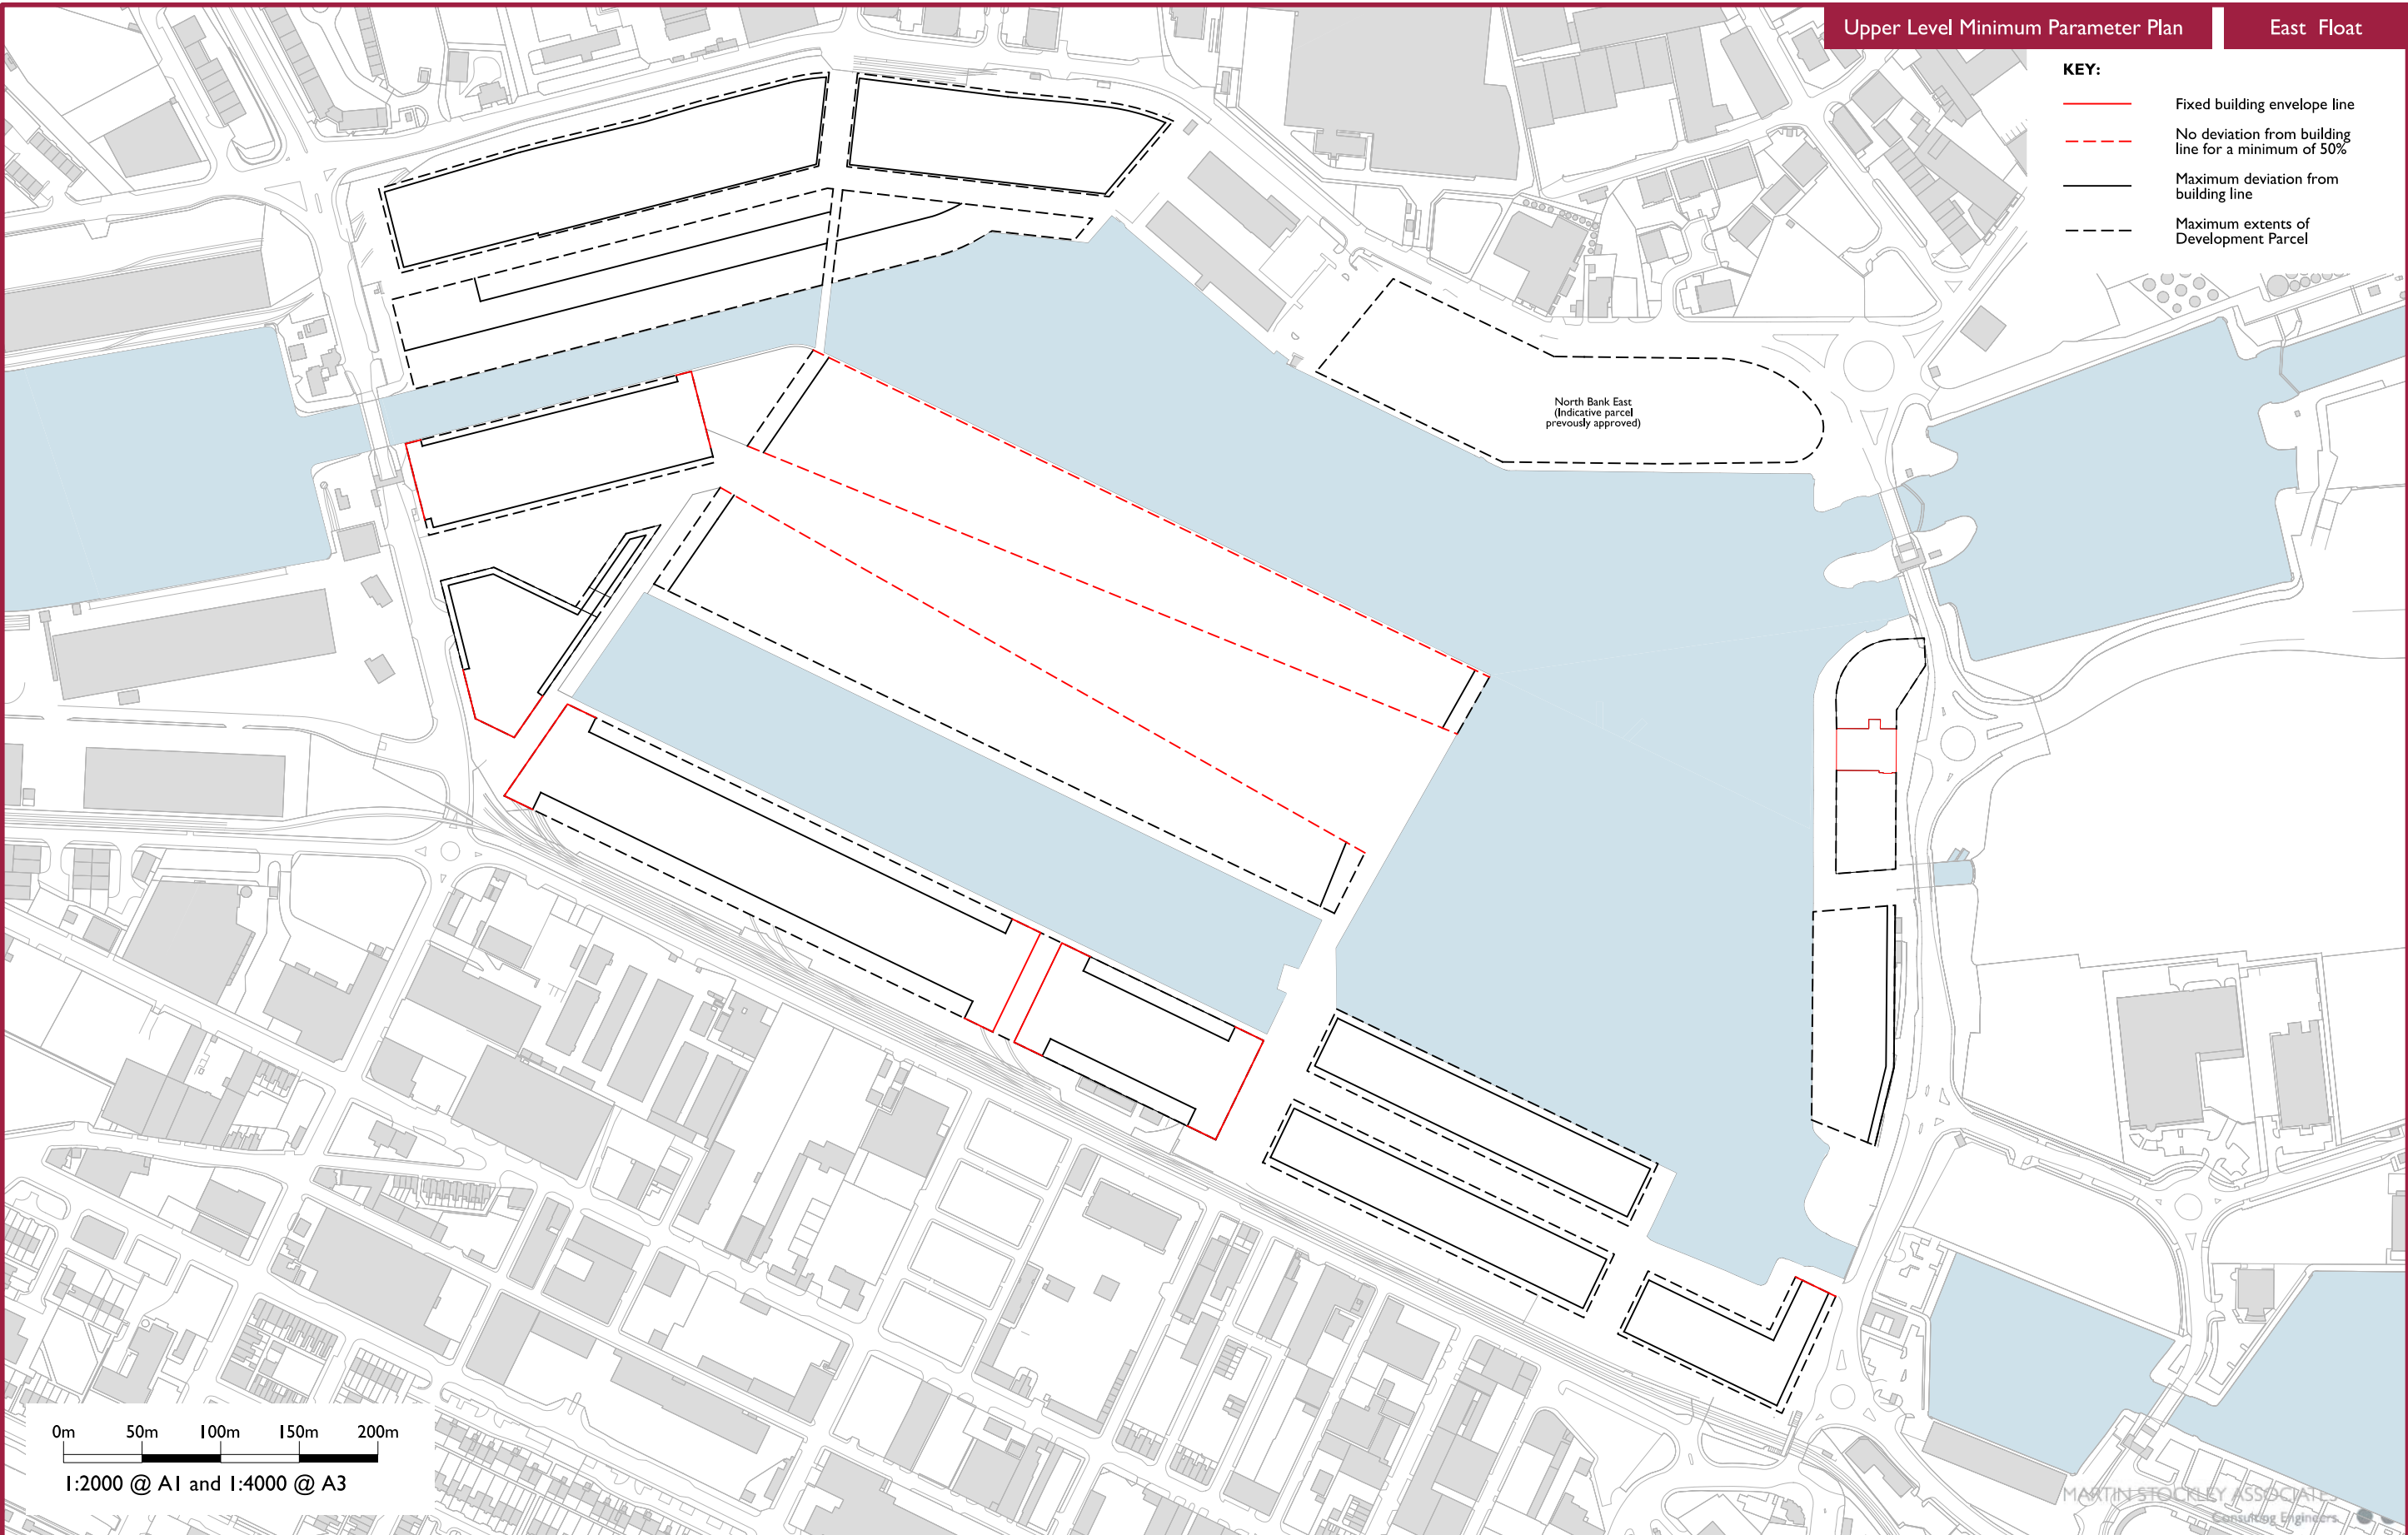 Upper Level Minimum Parameter Plan
East Float
KEY:
Fixed building envelope line
No deviation from building
line for a minimum of 50%
Maximum deviation from
building line
Maximum extents of
Development Parcel
North Bank East
(Indicative parcel
prevously approved)
0m 50m 100m 150m 200m
1:2000 @ A1 and 1:4000 @ A3
MARTIN STOCKLEY ASSOCIATES
Consulting Engineers